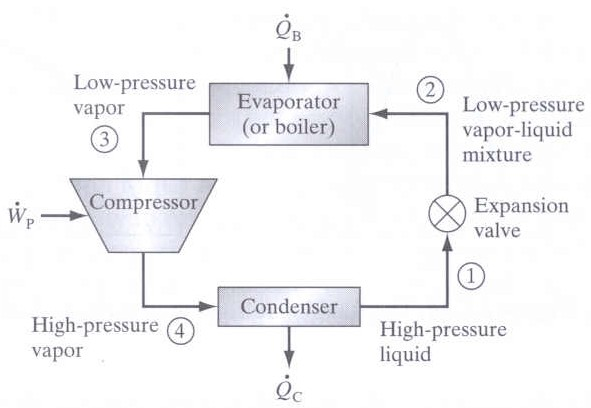 Q̇B
Low-pressure
vapor
3
Evaporator
(or boiler)
2
Low-pressure
vapor-liquid
mixture
ẆP
Compressor
Expansion
valve
1
High-pressure
vapor
4
Condenser
High-pressure
liquid
Q̇C